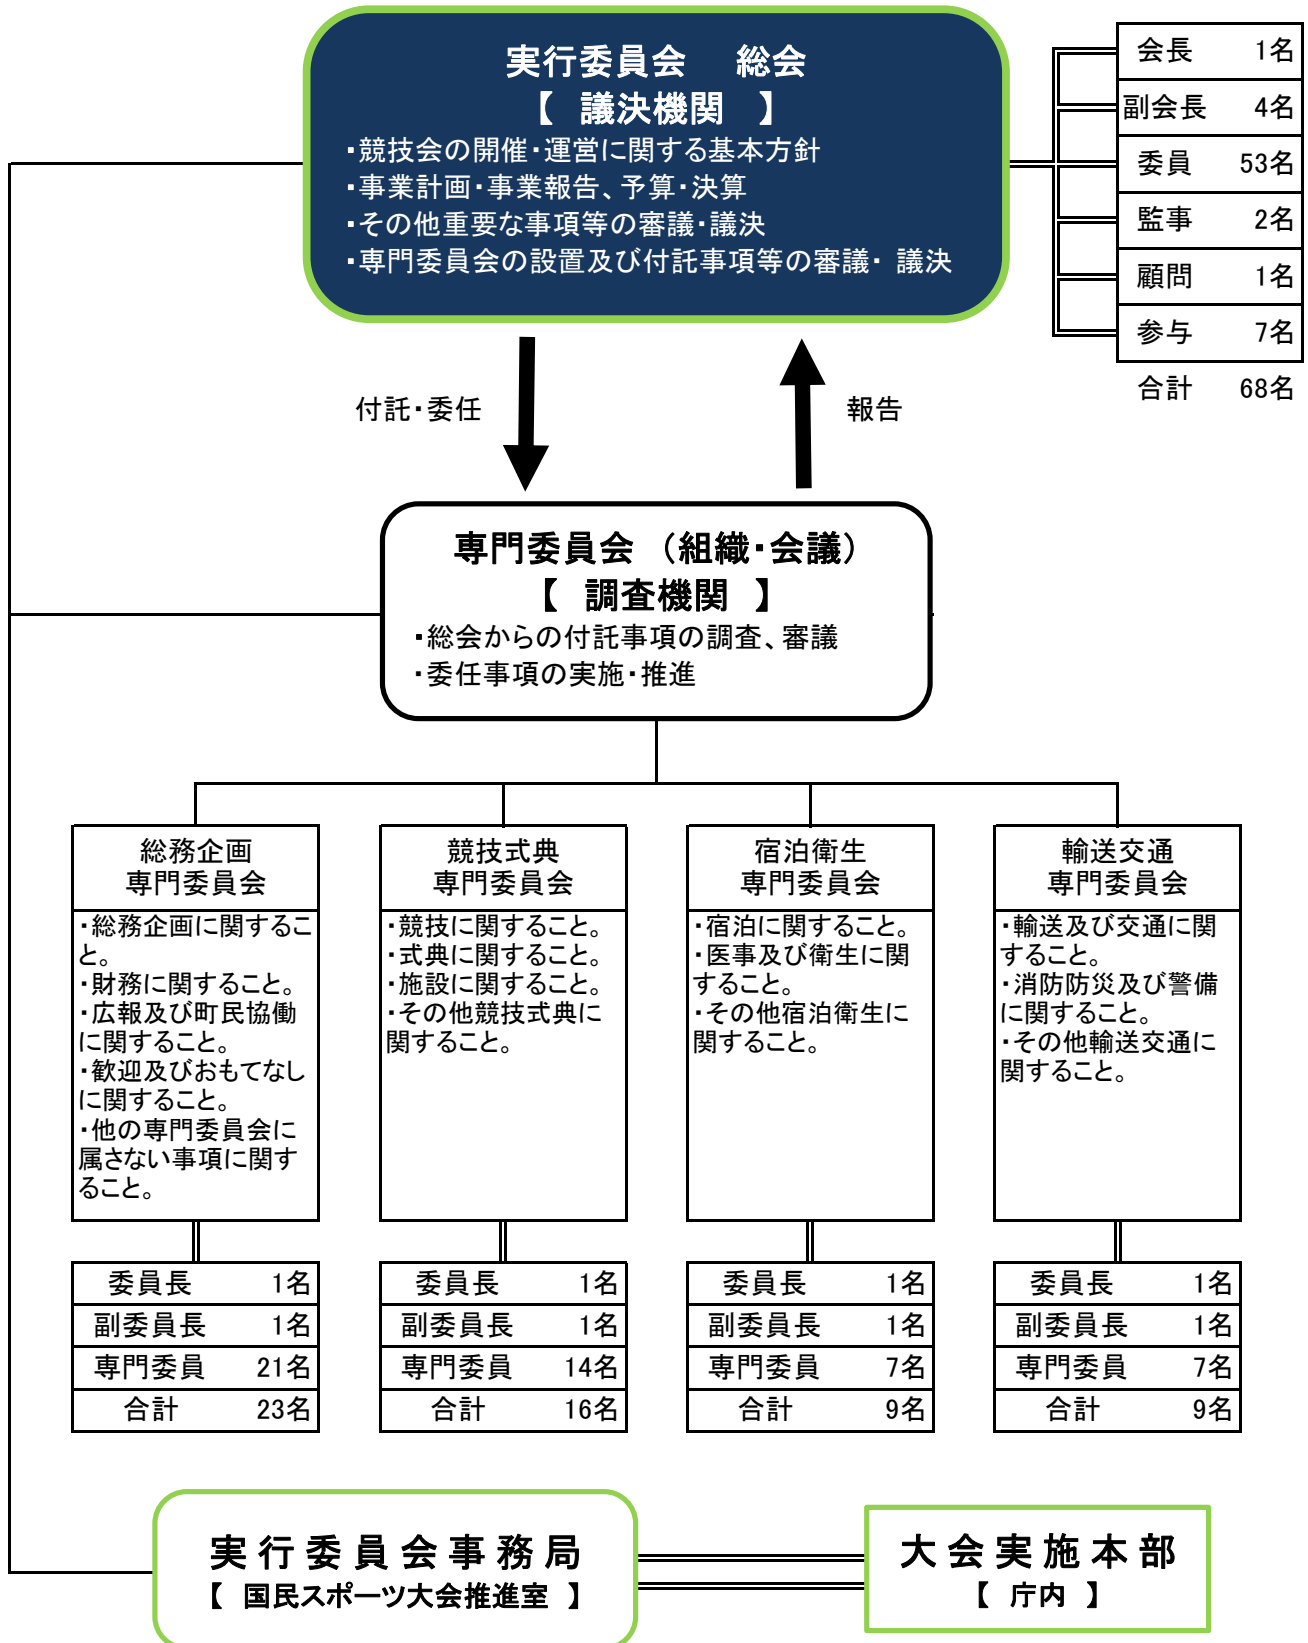 実行委員会　総会
【 議決機関 】
・競技会の開催・運営に関する基本方針
・事業計画・事業報告、予算・決算
・その他重要な事項等の審議・議決
・専門委員会の設置及び付託事項等の審議・ 議決
会長 1名
副会長 4名
委員 53名
監事 2名
顧問 1名
参与 7名
合計 68名
付託・委任
報告
専門委員会 （組織・会議）
【 調査機関 】
・総会からの付託事項の調査、審議
・委任事項の実施・推進
総務企画
専門委員会
・総務企画に関するこ
と。
・財務に関すること。
・広報及び町民協働
に関すること。
・歓迎及びおもてなし
に関すること。
・他の専門委員会に
属さない事項に関す
ること。
委員長 1名
副委員長 1名
専門委員 21名
合計 23名
競技式典
専門委員会
・競技に関すること。
・式典に関すること。
・施設に関すること。
・その他競技式典に
関すること。
委員長 1名
副委員長 1名
専門委員 14名
合計 16名
宿泊衛生
専門委員会
・宿泊に関すること。
・医事及び衛生に関
すること。
・その他宿泊衛生に
関すること。
委員長 1名
副委員長 1名
専門委員 7名
合計 9名
輸送交通
専門委員会
・輸送及び交通に関
すること。
・消防防災及び警備
に関すること。
・その他輸送交通に
関すること。
委員長 1名
副委員長 1名
専門委員 7名
合計 9名
実行委員会事務局
【 国民スポーツ大会推進室 】
大会実施本部
【 庁内 】